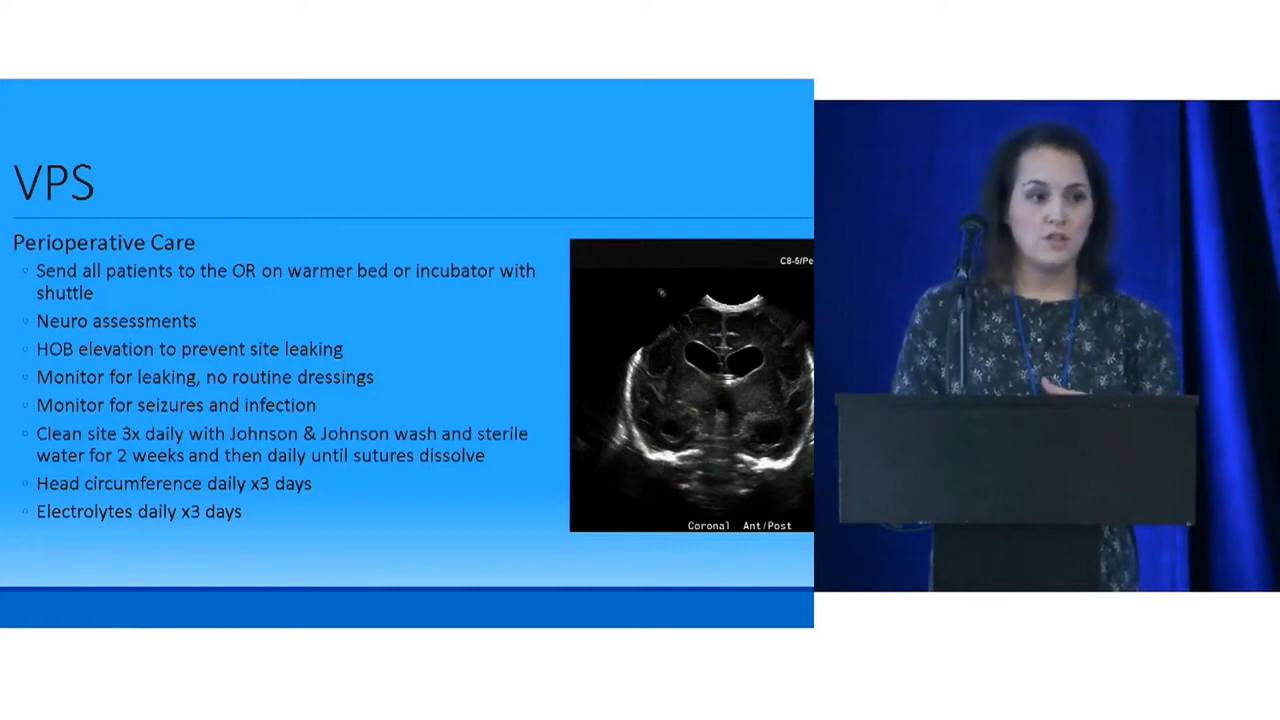 VPS
Perioperative Care
Send all patients to the OR on warmer bed or incubator with
shuttle
Neuro assessments
HOB elevation to prevent site leaking
Monitor for leaking, no routine dressings
Monitor for seizures and infection
Clean site 3x daily with Johnson & Johnson wash and sterile
water for 2 weeks and then daily until sutures dissolve
Head circumference daily x3 days
Electrolytes daily x3 days
C8-5/Pe
Coronal Ant/Post